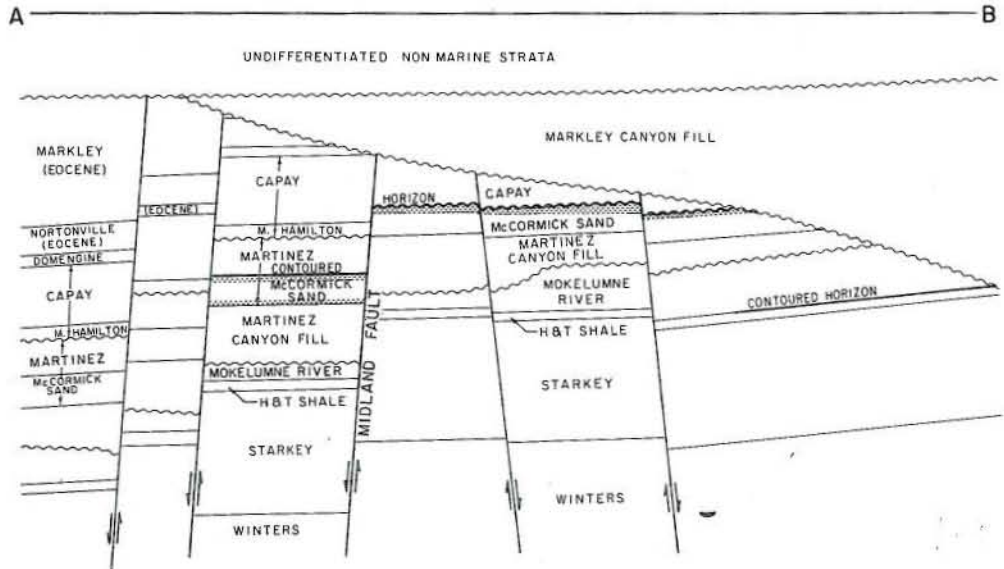 A
B
UNDIFFERENTIATED NON MARINE STRATA
MARKLEY CANYON FILL
MARKLEY
(EOCENE)
NORTONVILLE
(EOCENE)
DOMENGINE
CAPAY
M. HAMILTON
MARTINEZ
McCORMICK
SAND
(EOCENE)
CAPAY
M. HAMILTON
MARTINEZ
CONTOURED
McCORMICK
SAND
MARTINEZ
CANYON FILL
MOKELUMNE RIVER
H&T SHALE
STARKEY
WINTERS
MIDLAND FAULT
HORIZON
CAPAY
McCORMICK SAND
MARTINEZ
CANYON FILL
MOKELUMNE
RIVER
H&T SHALE
STARKEY
WINTERS
CONTOURED HORIZON